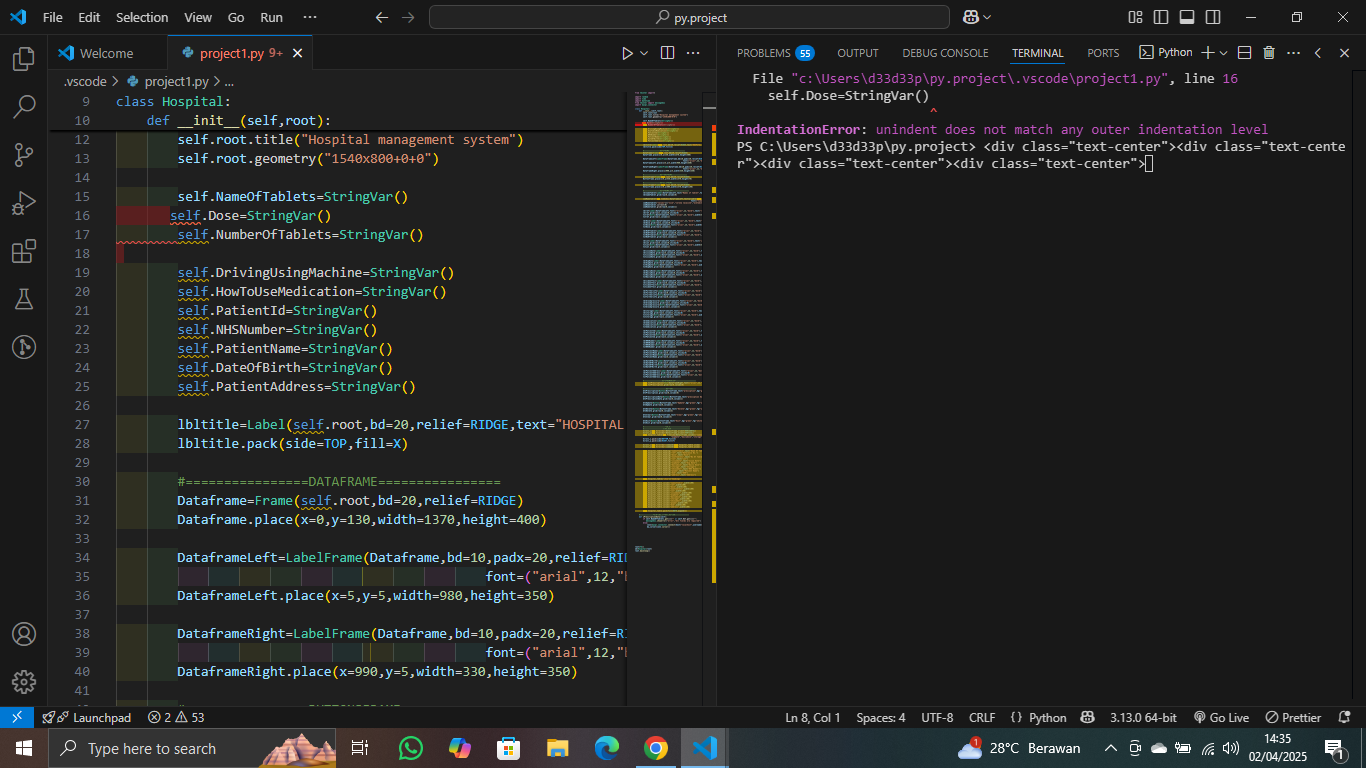 File Edit Selection View Go Run ··· py.project
Welcome project1.py 9+
.vscode > project1.py > ...
9 class Hospital:
10 def __init__(self,root):
12 self.root.title("Hospital management system")
13 self.root.geometry("1540x800+0+0")
14
15 self.NameOfTablets=StringVar()
16 self.Dose=StringVar()
17 self.NumberOfTablets=StringVar()
18
19 self.DrivingUsingMachine=StringVar()
20 self.HowToUseMedication=StringVar()
21 self.PatientId=StringVar()
22 self.NHSNumber=StringVar()
23 self.PatientName=StringVar()
24 self.DateOfBirth=StringVar()
25 self.PatientAddress=StringVar()
26
27 lbltitle=Label(self.root,bd=20,relief=RIDGE,text="HOSPITAL
28 lbltitle.pack(side=TOP,fill=X)
29
30 #================DATAFRAME================
31 Dataframe=Frame(self.root,bd=20,relief=RIDGE)
32 Dataframe.place(x=0,y=130,width=1370,height=400)
33
34 DataframeLeft=LabelFrame(Dataframe,bd=10,padx=20,relief=RID
35 font=("arial",12,"b
36 DataframeLeft.place(x=5,y=5,width=980,height=350)
37
38 DataframeRight=LabelFrame(Dataframe,bd=10,padx=20,relief=RI
39 font=("arial",12,"b
40 DataframeRight.place(x=990,y=5,width=330,height=350)
41
PROBLEMS 55 OUTPUT DEBUG CONSOLE TERMINAL PORTS Python
File "c:\Users\d33d33p\py.project\.vscode\project1.py", line 16
self.Dose=StringVar()
^
IndentationError: unindent does not match any outer indentation level
PS C:\Users\d33d33p\py.project> <div class="text-center"><div class="text-cente
r"><div class="text-center"><div class="text-center">
Launchpad 2 53 Ln 8, Col 1 Spaces: 4 UTF-8 CRLF {} Python 3.13.0 64-bit Go Live Prettier
Type here to search 1 28°C Berawan 14:35 1
02/04/2025